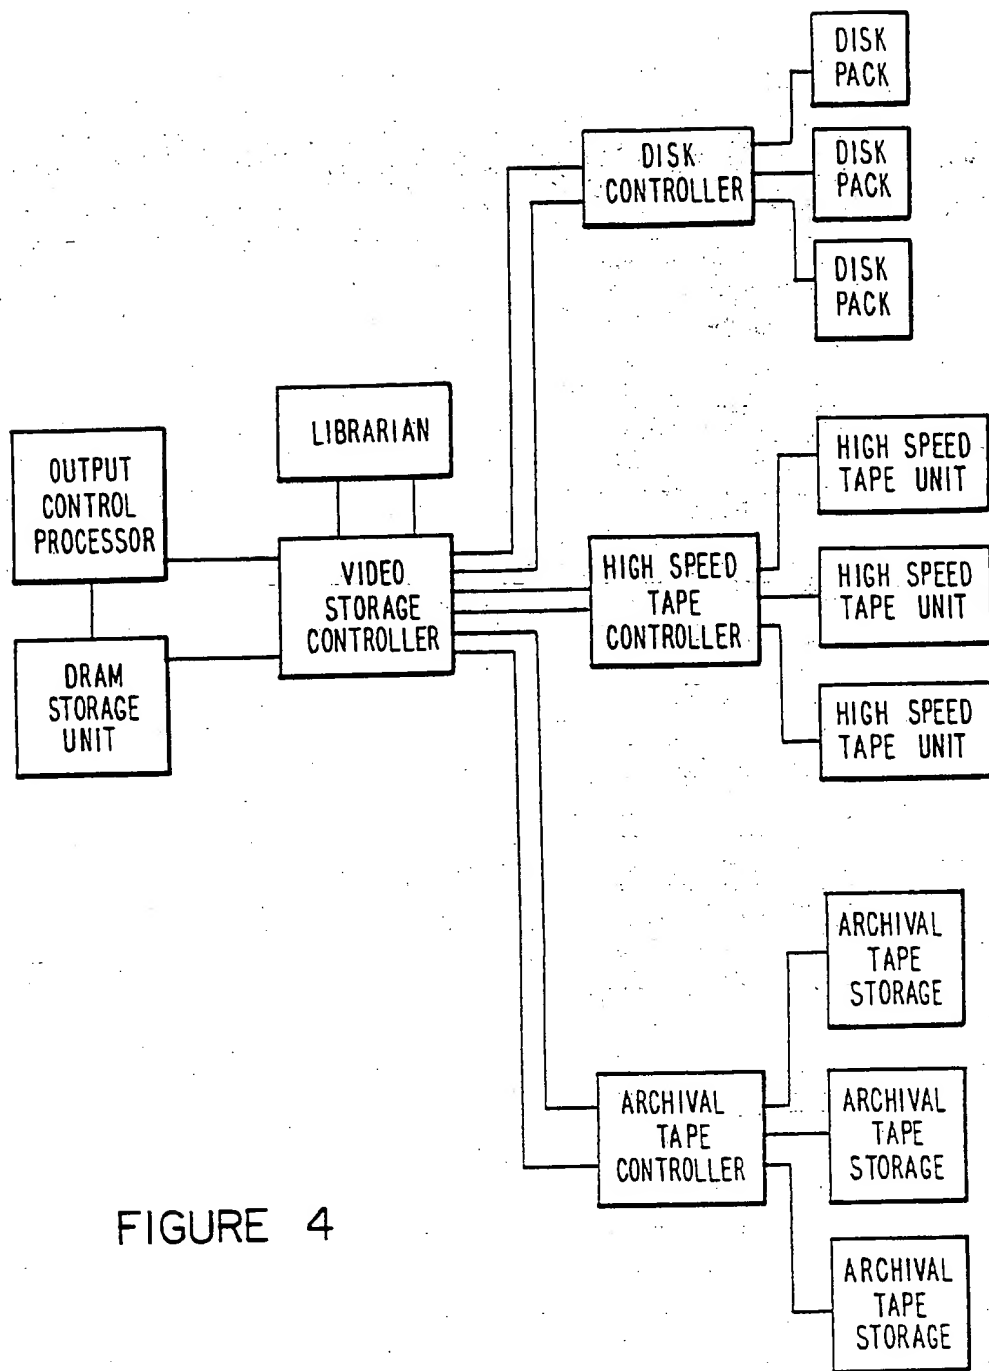 DISK
PACK
DISK
CONTROLLER
DISK
PACK
DISK
PACK
LIBRARIAN
OUTPUT
CONTROL
PROCESSOR
VIDEO
STORAGE
CONTROLLER
DRAM
STORAGE
UNIT
HIGH SPEED
TAPE UNIT
HIGH SPEED
TAPE
CONTROLLER
HIGH SPEED
TAPE UNIT
HIGH SPEED
TAPE UNIT
ARCHIVAL
TAPE
STORAGE
ARCHIVAL
TAPE
CONTROLLER
ARCHIVAL
TAPE
STORAGE
ARCHIVAL
TAPE
STORAGE
FIGURE 4